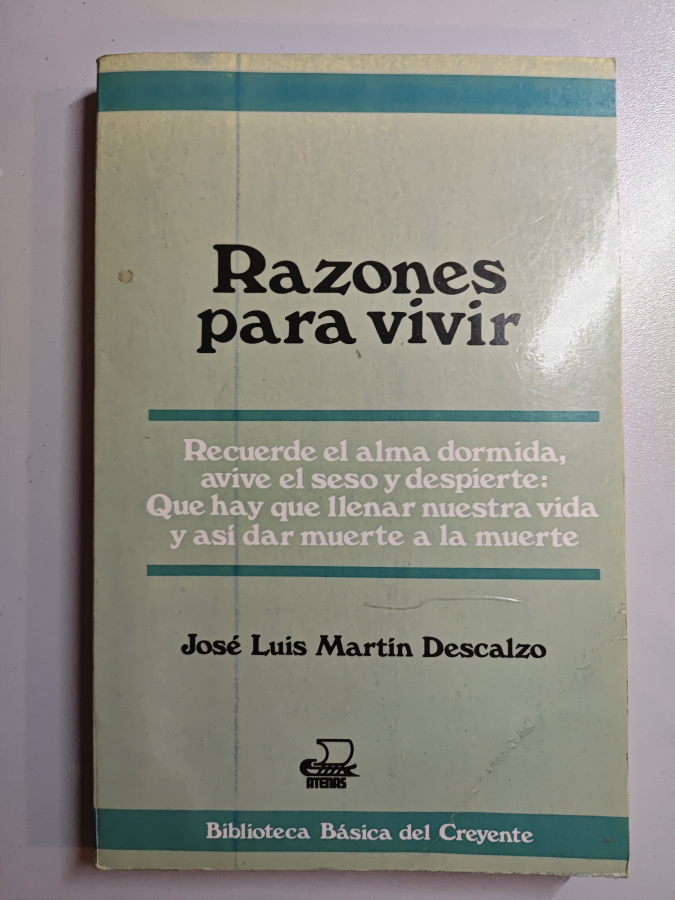 Razones
para vivir
Recuerde el alma dormida,
avive el seso y despierte:
Que hay que llenar nuestra vida
y así dar muerte a la muerte
José Luis Martín Descalzo
ATENAS
Biblioteca Básica del Creyente